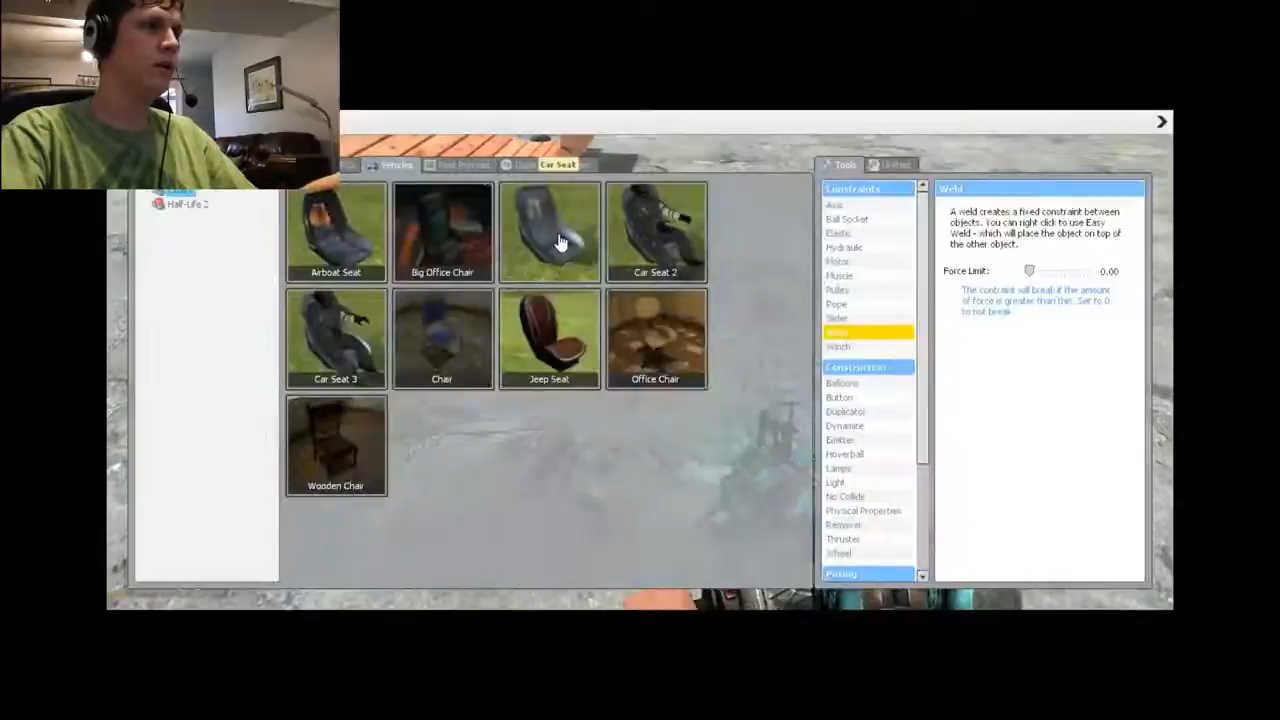 Vehicles
Post Process
Car Seat
Tools
Utilities
Half-Life 2
Airboat Seat
Big Office Chair
Car Seat 2
Car Seat 3
Chair
Jeep Seat
Office Chair
Wooden Chair
Constraints
Axis
Ball Socket
Elastic
Hydraulic
Motor
Muscle
Pulley
Rope
Slider
Weld
Winch
Construction
Balloons
Button
Duplicator
Dynamite
Emitter
Hoverball
Lamps
Light
No Collide
Physical Properties
Remover
Thruster
Wheel
Posing
Weld
A weld creates a fixed constraint between
objects. You can right click to use Easy
Weld - which will place the object on top of
the other object.
Force Limit: 0.00
The contraint will break if the amount
of force is greater than this. Set to 0
to not break